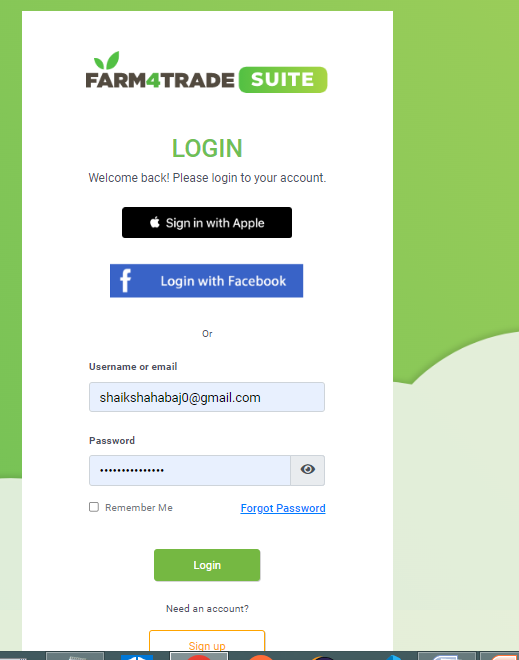 FARM4TRADE SUITE
LOGIN
Welcome back! Please login to your account.
Sign in with Apple
f Login with Facebook
Or
Username or email
shaikshahabaj0@gmail.com
Password
•••••••••••••••
Remember Me Forgot Password
Login
Need an account?
Sign up